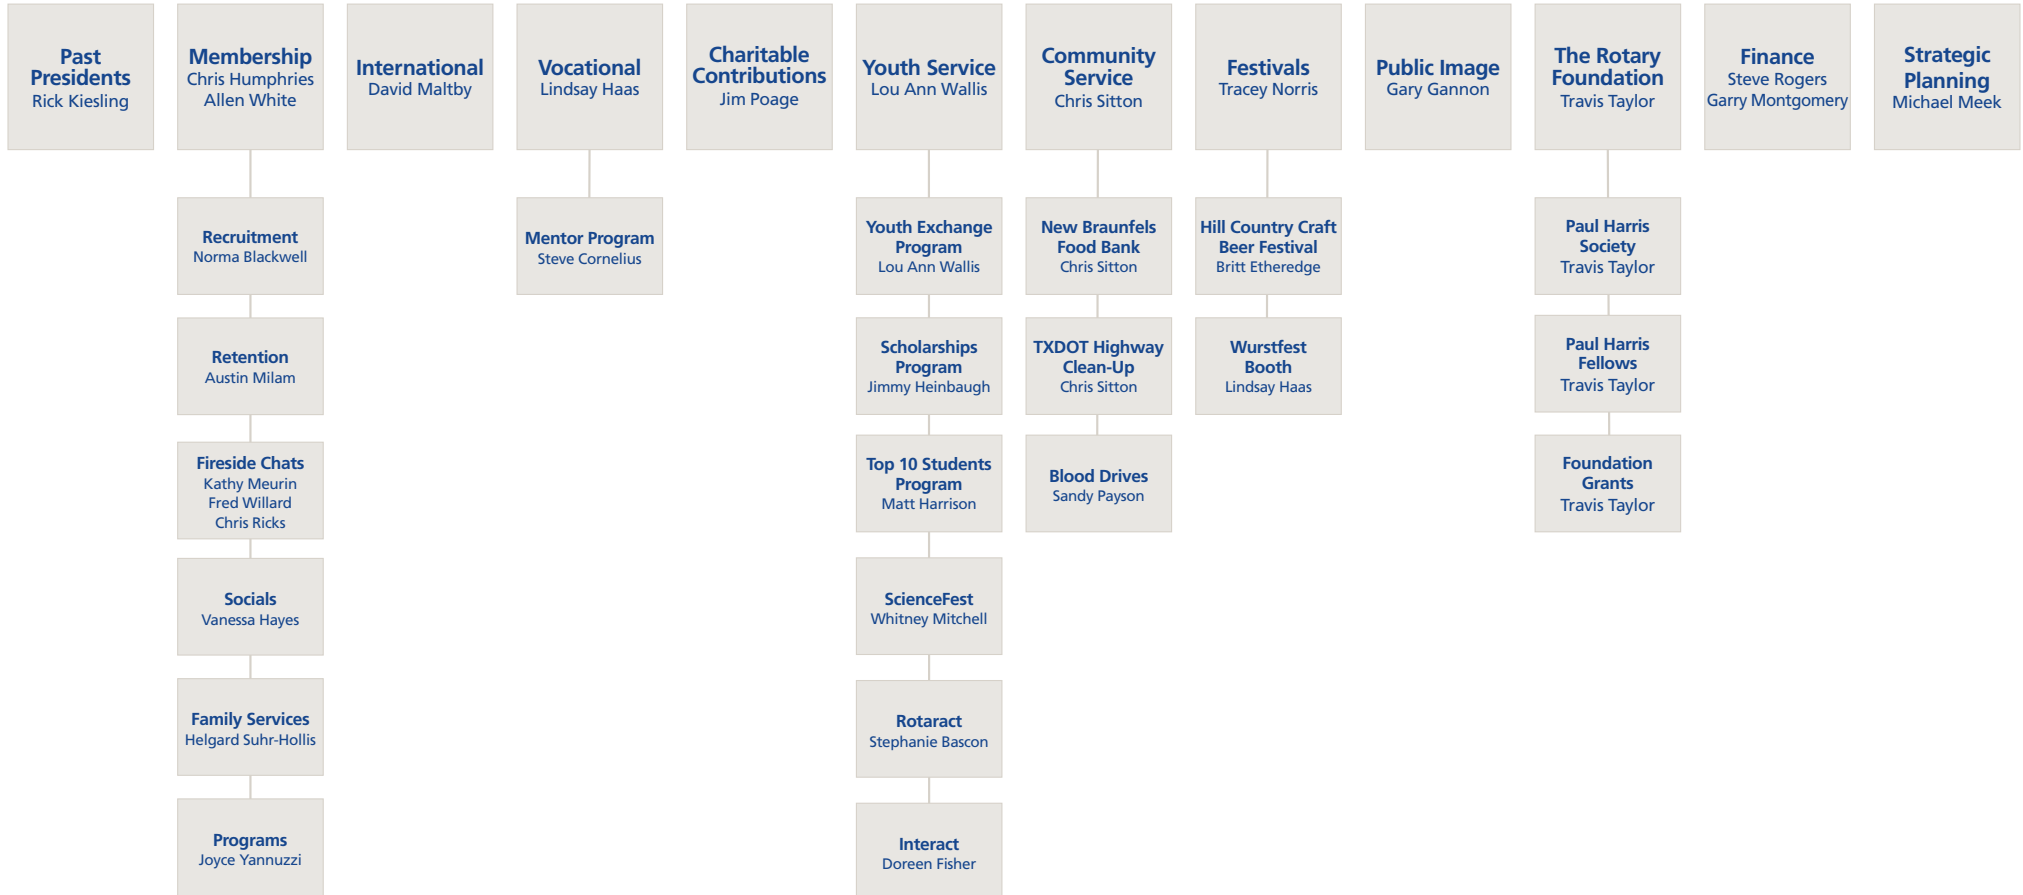 Past
Presidents
Rick Kiesling
Membership
Chris Humphries
Allen White
International
David Maltby
Vocational
Lindsay Haas
Charitable
Contributions
Jim Poage
Youth Service
Lou Ann Wallis
Community
Service
Chris Sitton
Festivals
Tracey Norris
Public Image
Gary Gannon
The Rotary
Foundation
Travis Taylor
Finance
Steve Rogers
Garry Montgomery
Strategic
Planning
Michael Meek
Recruitment
Norma Blackwell
Retention
Austin Milam
Fireside Chats
Kathy Meurin
Fred Willard
Chris Ricks
Socials
Vanessa Hayes
Family Services
Helgard Suhr-Hollis
Programs
Joyce Yannuzzi
Mentor Program
Steve Cornelius
Youth Exchange
Program
Lou Ann Wallis
Scholarships
Program
Jimmy Heinbaugh
Top 10 Students
Program
Matt Harrison
ScienceFest
Whitney Mitchell
Rotaract
Stephanie Bascon
Interact
Doreen Fisher
New Braunfels
Food Bank
Chris Sitton
TXDOT Highway
Clean-Up
Chris Sitton
Blood Drives
Sandy Payson
Hill Country Craft
Beer Festival
Britt Etheredge
Wurstfest
Booth
Lindsay Haas
Paul Harris
Society
Travis Taylor
Paul Harris
Fellows
Travis Taylor
Foundation
Grants
Travis Taylor